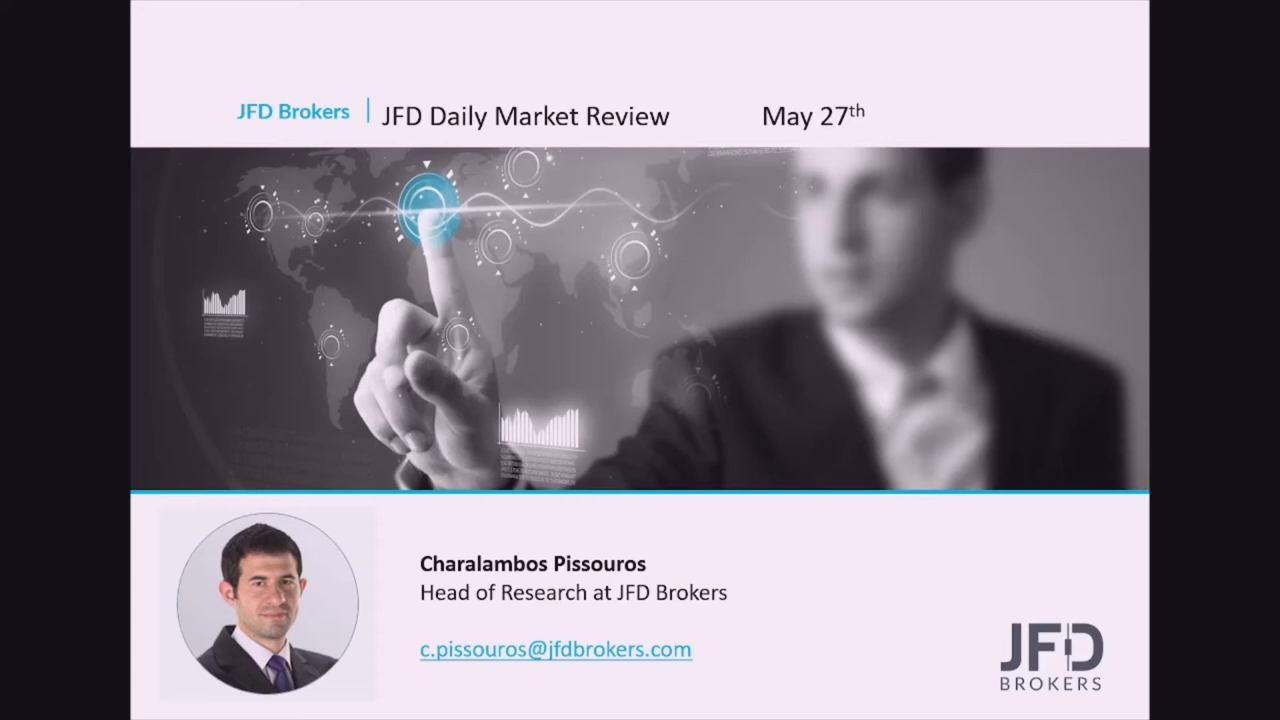 JFD Brokers | JFD Daily Market Review May 27th
Charalambos Pissouros
Head of Research at JFD Brokers
c.pissouros@jfdbrokers.com
JFD
BROKERS